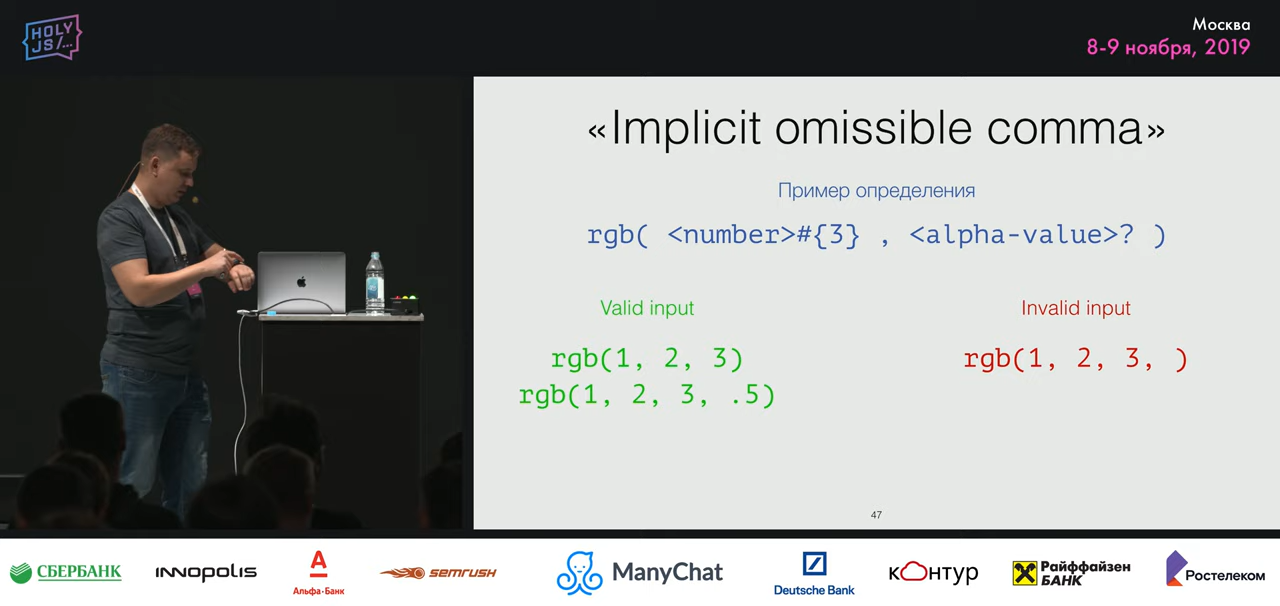 HOLY
JS/...
Москва
8-9 ноября, 2019
«Implicit omissible comma»
Пример определения
rgb( <number>#{3} , <alpha-value>? )
Valid input
Invalid input
rgb(1, 2, 3)
rgb(1, 2, 3, )
rgb(1, 2, 3, .5)
47
СБЕРБАНК
INNOPOLIS
А
Альфа·Банк
semrush
ManyChat
Deutsche Bank
кОнтур
Райффайзен
БАНК
Ростелеком